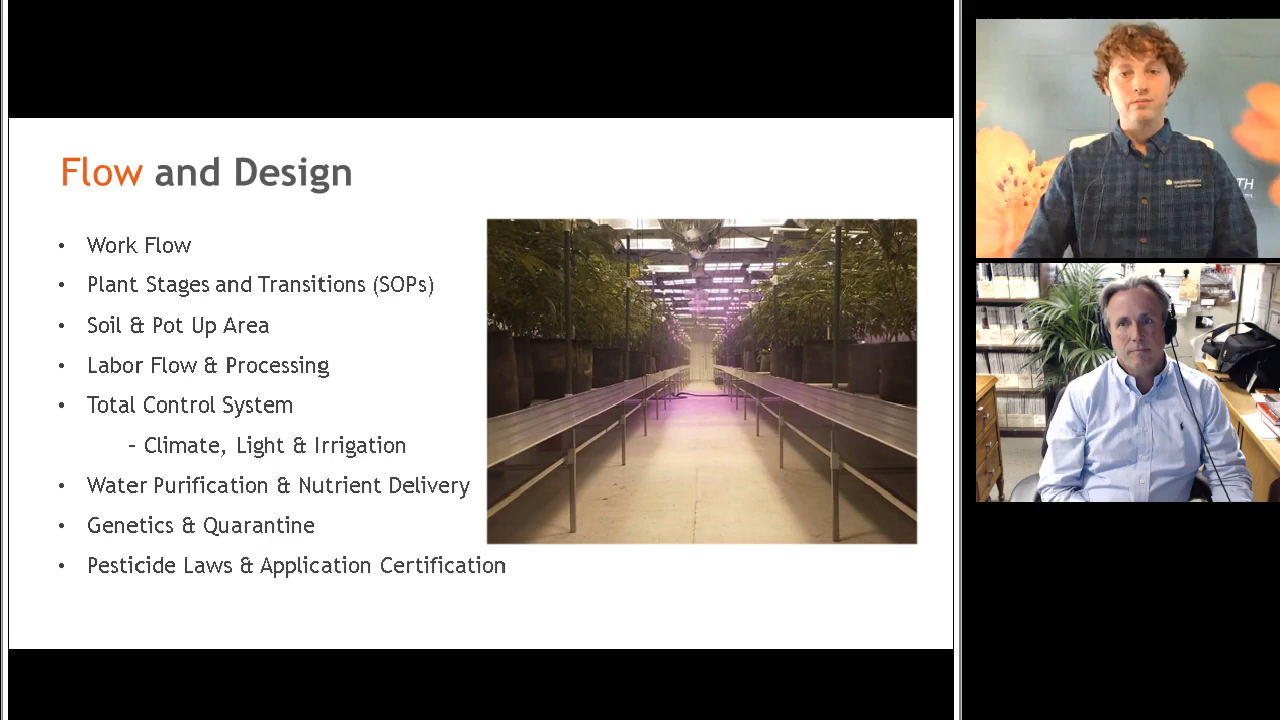 Flow and Design
• Work Flow
• Plant Stages and Transitions (SOPs)
• Soil & Pot Up Area
• Labor Flow & Processing
• Total Control System
– Climate, Light & Irrigation
• Water Purification & Nutrient Delivery
• Genetics & Quarantine
• Pesticide Laws & Application Certification
TH